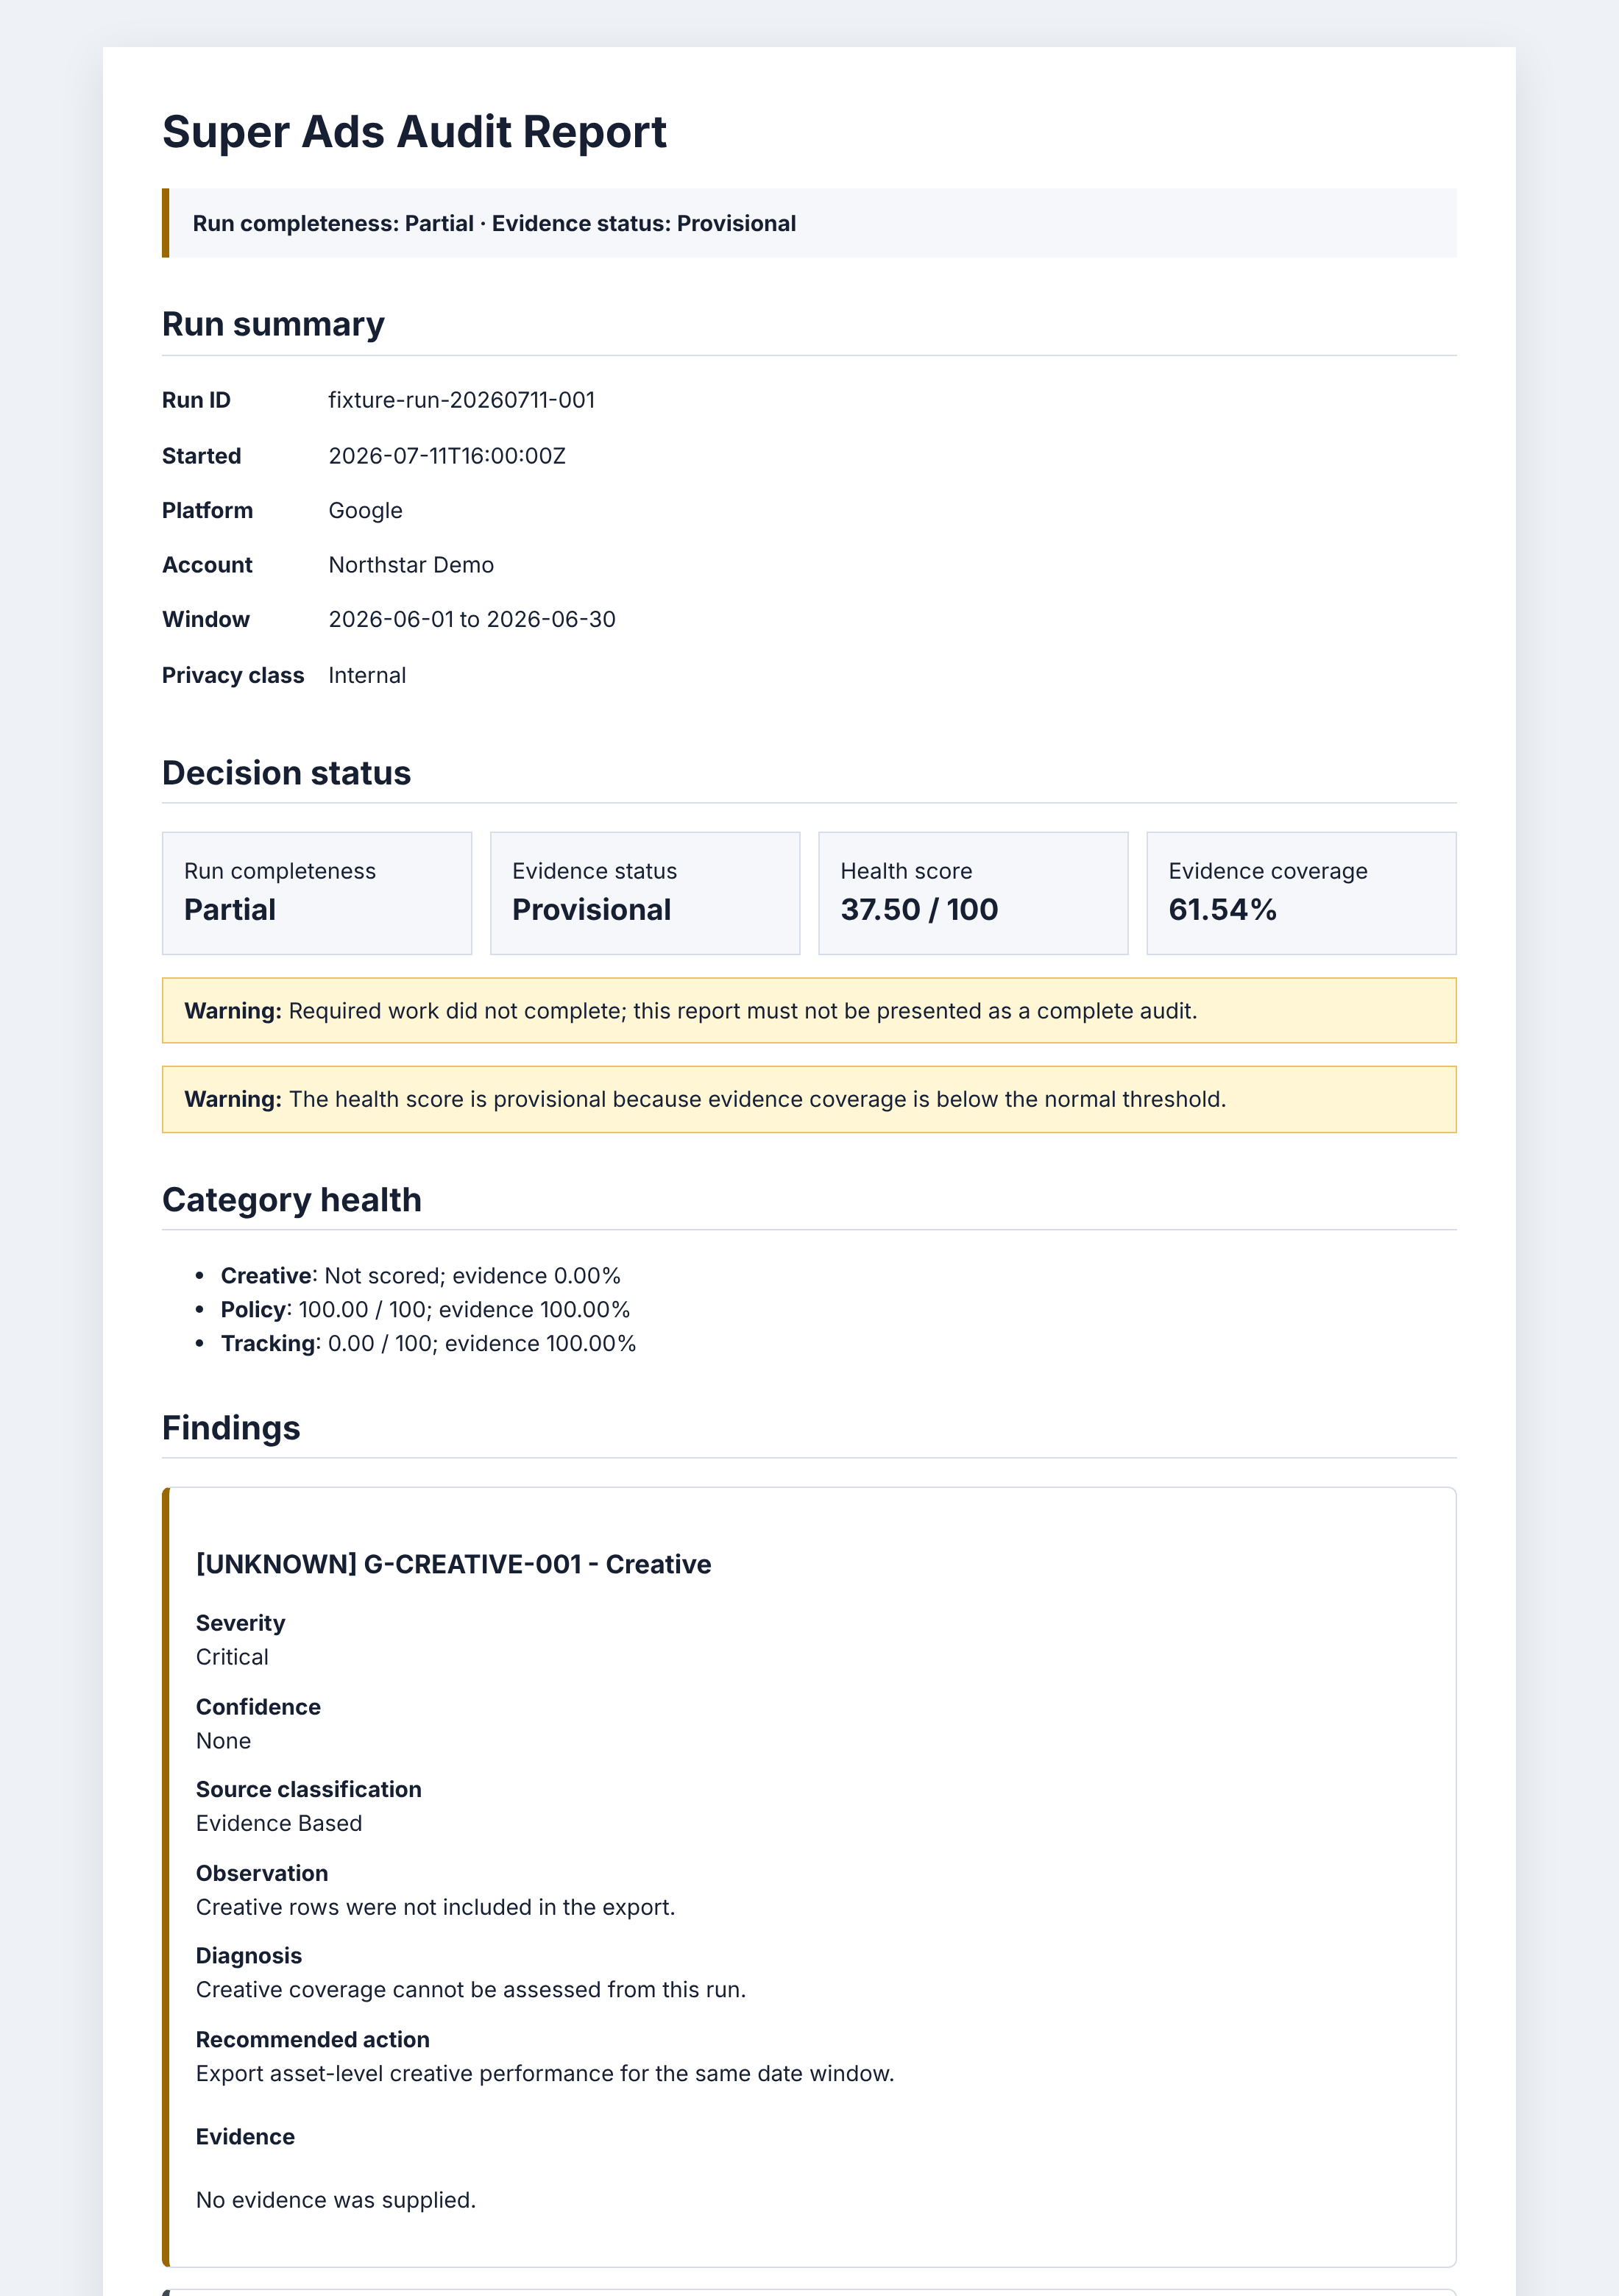 Super Ads Audit Report
Run completeness: Partial · Evidence status: Provisional
Run summary
Run ID fixture-run-20260711-001
Started 2026-07-11T16:00:00Z
Platform Google
Account Northstar Demo
Window 2026-06-01 to 2026-06-30
Privacy class Internal
Decision status
Run completeness
Partial
Evidence status
Provisional
Health score
37.50 / 100
Evidence coverage
61.54%
Warning: Required work did not complete; this report must not be presented as a complete audit.
Warning: The health score is provisional because evidence coverage is below the normal threshold.
Category health
• Creative: Not scored; evidence 0.00%
• Policy: 100.00 / 100; evidence 100.00%
• Tracking: 0.00 / 100; evidence 100.00%
Findings
[UNKNOWN] G-CREATIVE-001 - Creative
Severity
Critical
Confidence
None
Source classification
Evidence Based
Observation
Creative rows were not included in the export.
Diagnosis
Creative coverage cannot be assessed from this run.
Recommended action
Export asset-level creative performance for the same date window.
Evidence
No evidence was supplied.